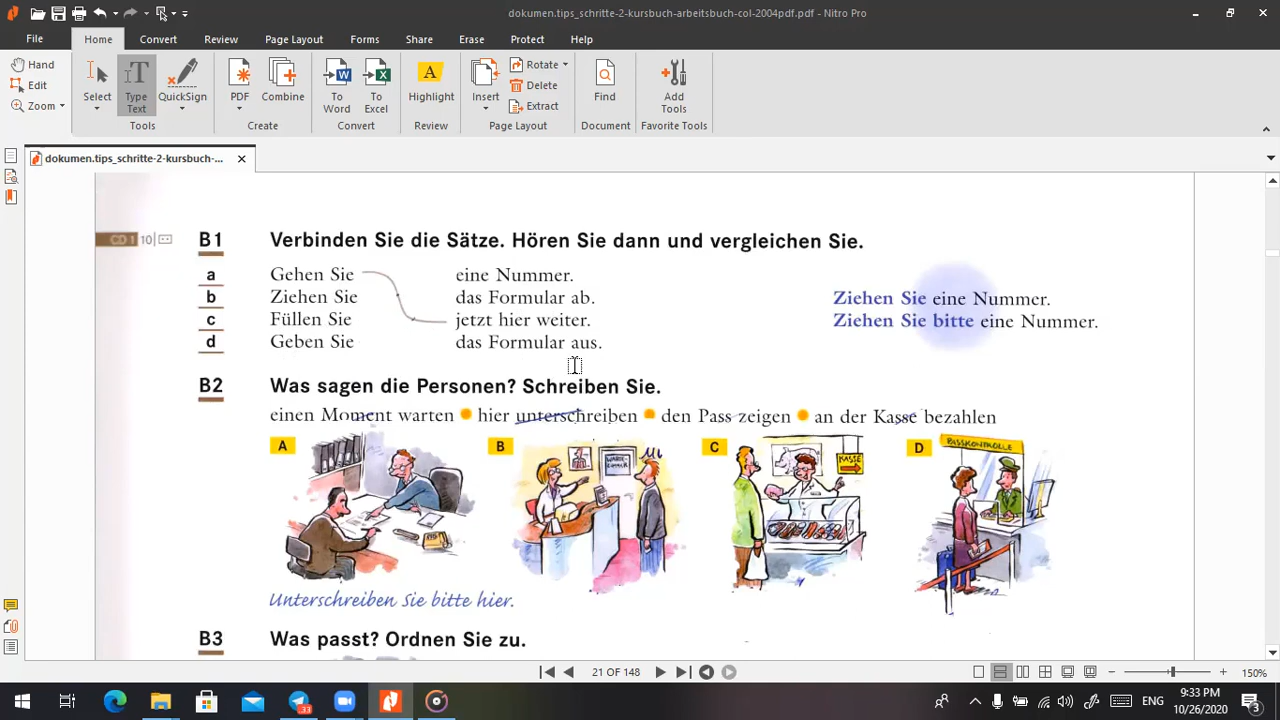 dokumen.tips_schritte-2-kursbuch-arbeitsbuch-col-2004pdf.pdf - Nitro Pro
File Home Convert Review Page Layout Forms Share Erase Protect Help
Hand
Edit
Zoom
Select
Type Text
QuickSign
Tools
PDF
Combine
Create
To Word
To Excel
Convert
Highlight
Review
Insert
Rotate
Delete
Extract
Page Layout
Find
Document
Add Tools
Favorite Tools
dokumen.tips_schritte-2-kursbuch-...
CD 1 10
B1 Verbinden Sie die Sätze. Hören Sie dann und vergleichen Sie.
a Gehen Sie eine Nummer.
b Ziehen Sie das Formular ab.
c Füllen Sie jetzt hier weiter.
d Geben Sie das Formular aus.
Ziehen Sie eine Nummer.
Ziehen Sie bitte eine Nummer.
B2 Was sagen die Personen? Schreiben Sie.
einen Moment warten hier unterschreiben den Pass zeigen an der Kasse bezahlen
A B C D
KASSE
PASSKONTROLLE
Unterschreiben Sie bitte hier.
B3 Was passt? Ordnen Sie zu.
21 OF 148
150%
33
ENG
9:33 PM
10/26/2020
3